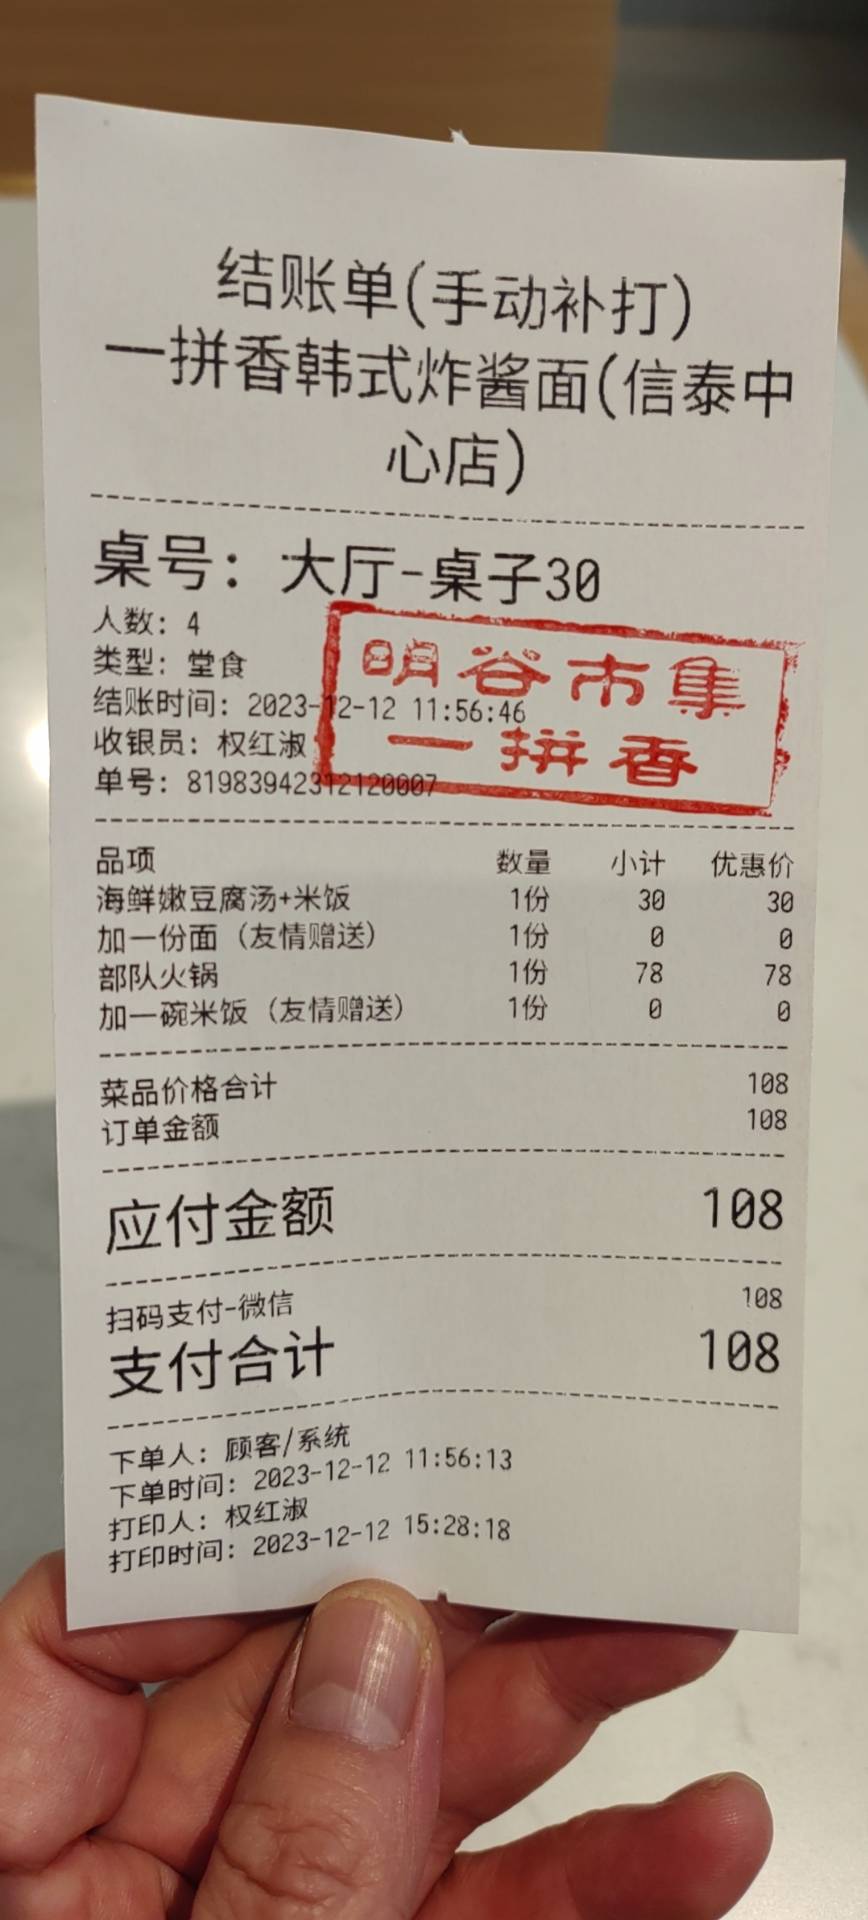 结账单(手动补打)
一拼香韩式炸酱面(信泰中
心店)
桌号: 大厅-桌子30
人数: 4
类型: 堂食
结账时间: 2023-12-12 11:56:46
收银员: 权红淑
单号: 81983942312120007
明谷市集
一拼香
品项 数量 小计 优惠价
海鲜嫩豆腐汤+米饭 1份 30 30
加一份面 (友情赠送) 1份 0 0
部队火锅 1份 78 78
加一碗米饭 (友情赠送) 1份 0 0
菜品价格合计 108
订单金额 108
应付金额 108
扫码支付-微信 108
支付合计 108
下单人: 顾客/系统
下单时间: 2023-12-12 11:56:13
打印人: 权红淑
打印时间: 2023-12-12 15:28:18